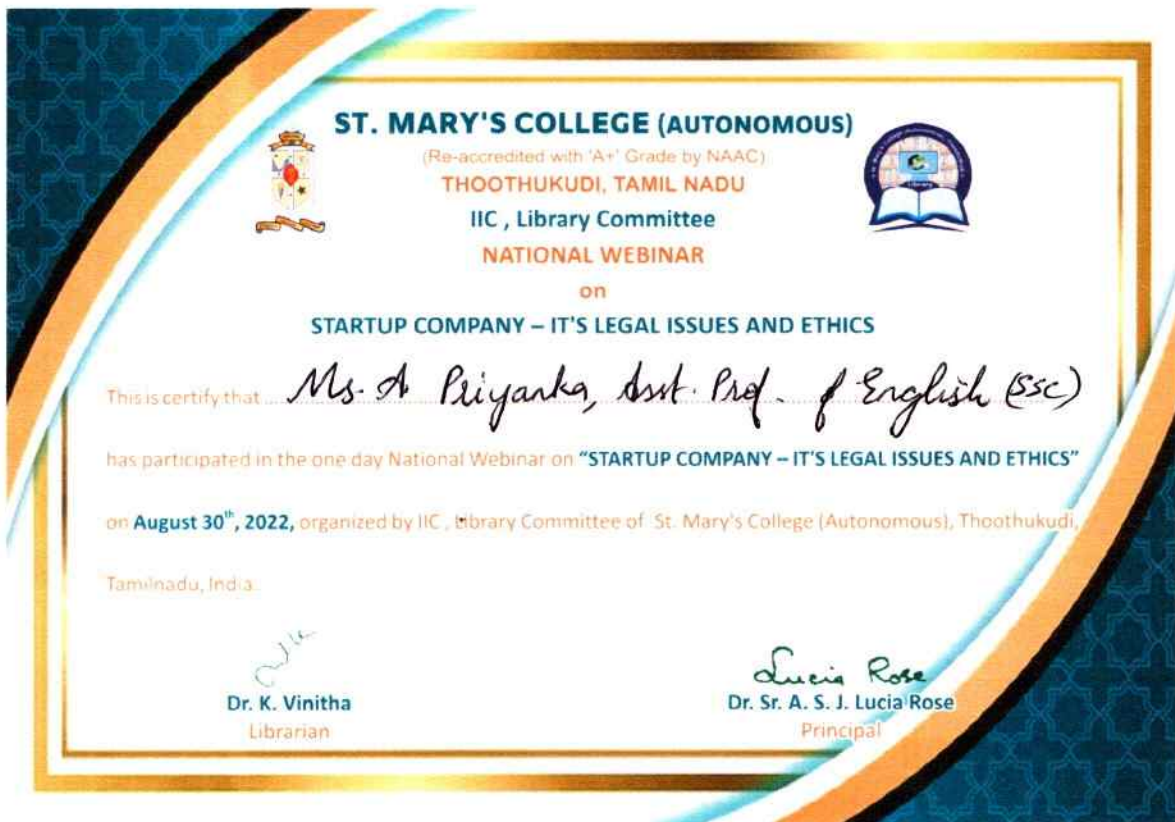 ST. MARY'S COLLEGE (AUTONOMOUS)
(Re-accredited with 'A+' Grade by NAAC)
THOOTHUKUDI, TAMIL NADU
IIC , Library Committee
NATIONAL WEBINAR
on
STARTUP COMPANY – IT'S LEGAL ISSUES AND ETHICS
This is certify that Ms. A Priyanka, Asst. Prof. of English (SSC)
has participated in the one day National Webinar on "STARTUP COMPANY – IT'S LEGAL ISSUES AND ETHICS"
on August 30th, 2022, organized by IIC , Library Committee of St. Mary's College (Autonomous), Thoothukudi,
Tamilnadu, India.
Lucia Rose
Dr. K. Vinitha
Dr. Sr. A. S. J. Lucia Rose
Librarian
Principal
Library